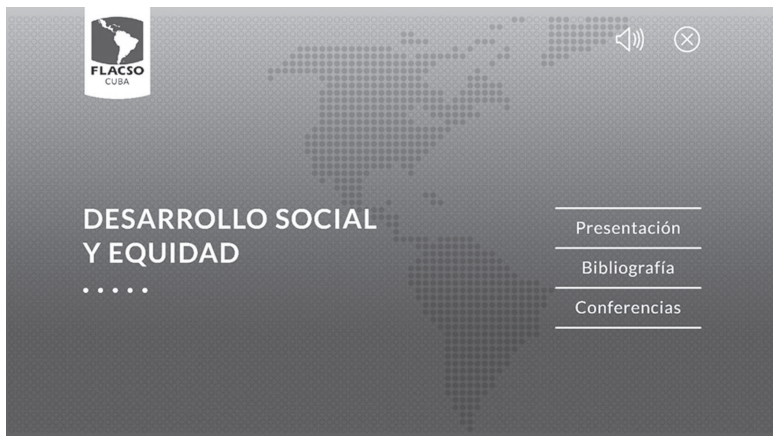 FLACSO
CUBA
DESARROLLO SOCIAL
Y EQUIDAD
Presentación
Bibliografía
Conferencias